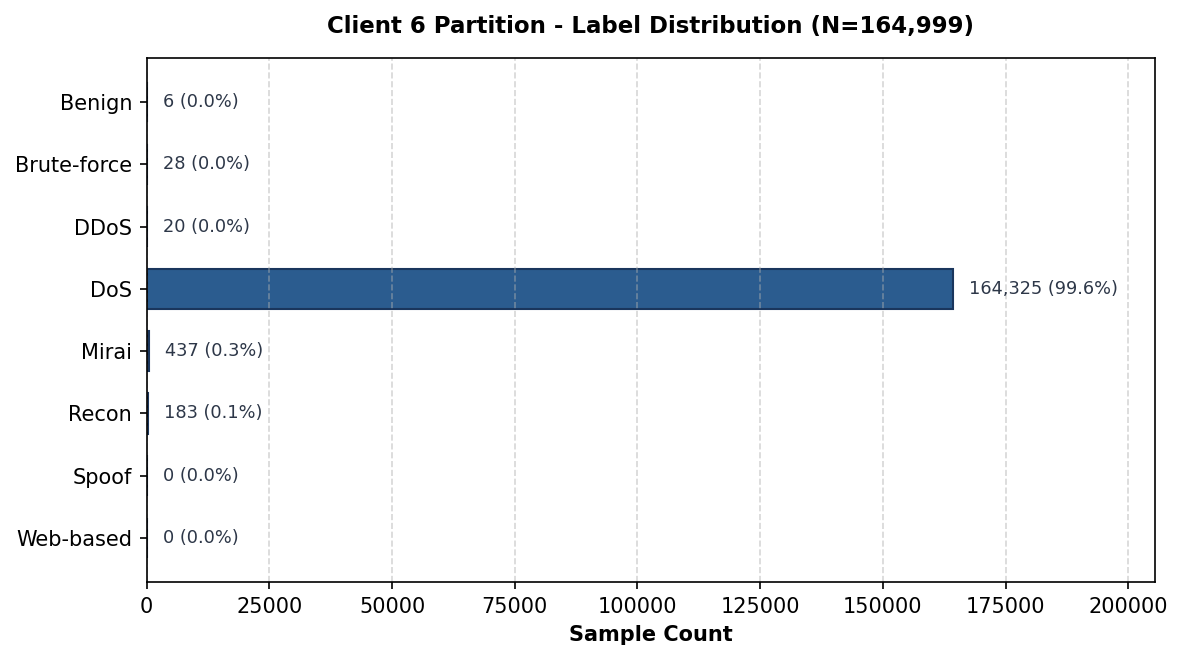 Client 6 Partition - Label Distribution (N=164,999)
Benign 6 (0.0%)
Brute-force 28 (0.0%)
DDoS 20 (0.0%)
DoS 164,325 (99.6%)
Mirai 437 (0.3%)
Recon 183 (0.1%)
Spoof 0 (0.0%)
Web-based 0 (0.0%)
0 25000 50000 75000 100000 125000 150000 175000 200000
Sample Count